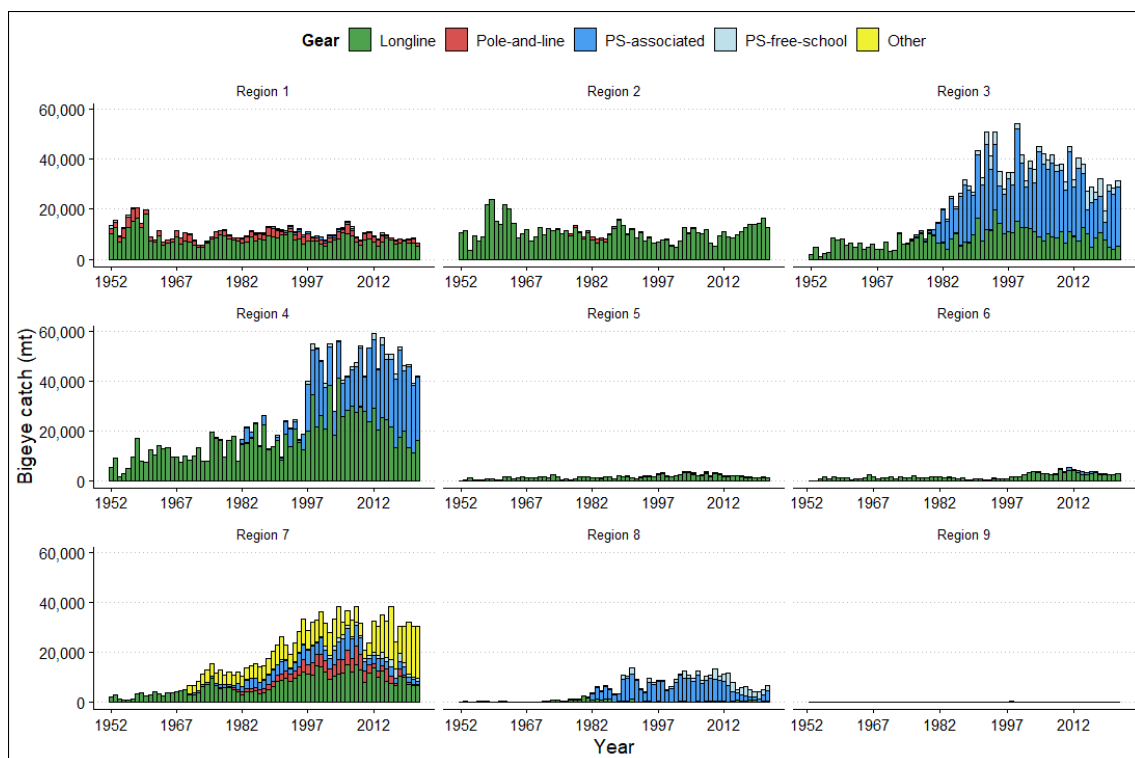 Gear Longline Pole-and-line PS-associated PS-free-school Other
Region 1 Region 2 Region 3
60,000
40,000
20,000
0
1952 1967 1982 1997 2012 1952 1967 1982 1997 2012 1952 1967 1982 1997 2012
Region 4 Region 5 Region 6
60,000
40,000
20,000
0
1952 1967 1982 1997 2012 1952 1967 1982 1997 2012 1952 1967 1982 1997 2012
Region 7 Region 8 Region 9
60,000
40,000
20,000
0
1952 1967 1982 1997 2012 1952 1967 1982 1997 2012 1952 1967 1982 1997 2012
Bigeye catch (mt)
Year